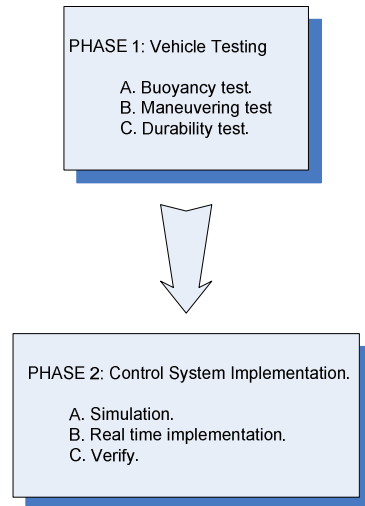 PHASE 1: Vehicle Testing
A. Buoyancy test.
B. Maneuvering test
C. Durability test.
PHASE 2: Control System Implementation.
A. Simulation.
B. Real time implementation.
C. Verify.